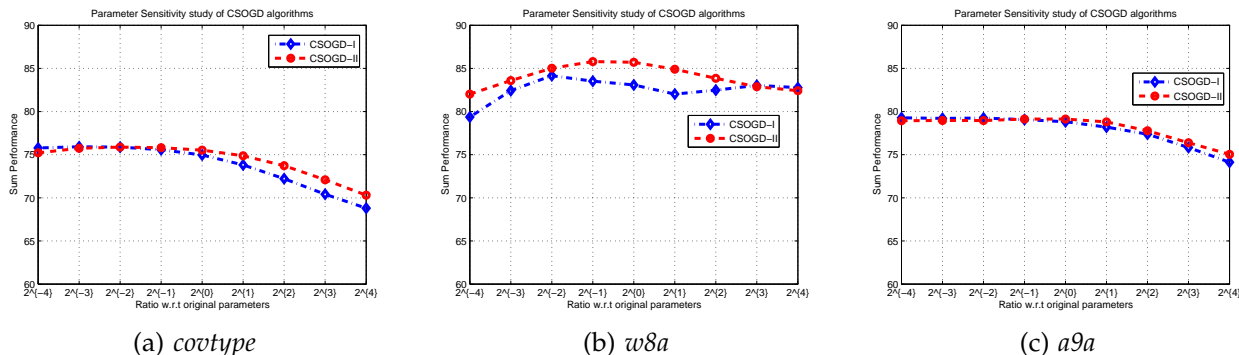 Parameter Sensitivity study of CSOGD algorithms
90
85
80
75
70
65
60
Sum Performance
CSOGD−I
CSOGD−II
2^{−4} 2^{−3} 2^{−2} 2^{−1} 2^{0} 2^{1} 2^{2} 2^{3} 2^{4}
Ratio w.r.t original parameters
(a) covtype
Parameter Sensitivity study of CSOGD algorithms
90
85
80
75
70
65
60
Sum Performance
CSOGD−I
CSOGD−II
2^{−4} 2^{−3} 2^{−2} 2^{−1} 2^{0} 2^{1} 2^{2} 2^{3} 2^{4}
Ratio w.r.t original parameters
(b) w8a
Parameter Sensitivity study of CSOGD algorithms
90
85
80
75
70
65
60
Sum Performance
CSOGD−I
CSOGD−II
2^{−4} 2^{−3} 2^{−2} 2^{−1} 2^{0} 2^{1} 2^{2} 2^{3} 2^{4}
Ratio w.r.t original parameters
(c) a9a